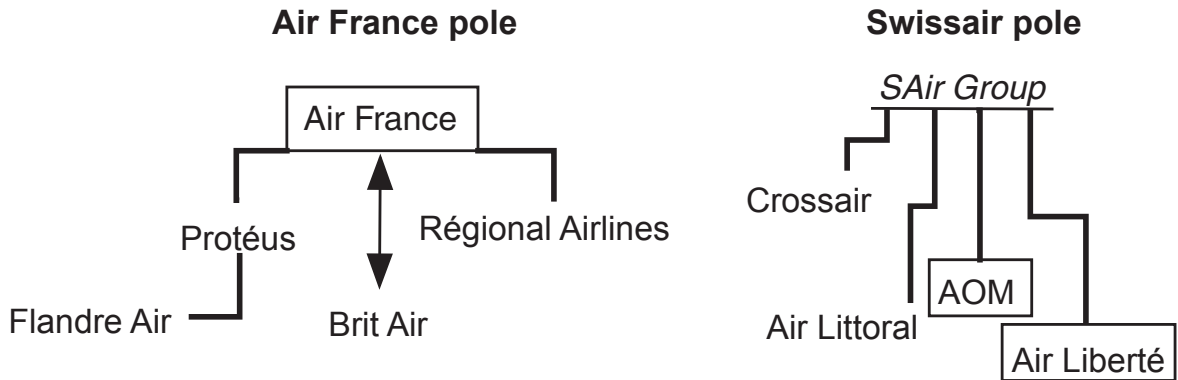 Air France pole
Swissair pole
Air France
SAir Group
Protéus
Régional Airlines
Crossair
Flandre Air
Brit Air
AOM
Air Littoral
Air Liberté